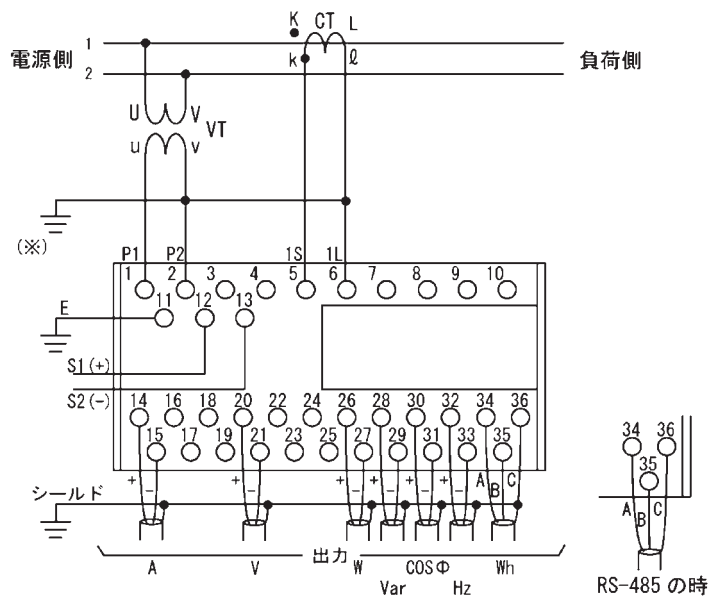 K CT L
1
電源側
負荷側
k ℓ
2
U V
VT
u v
(※)
P1 P2 1S 1L
1 2 3 4 5 6 7 8 9 10
11 12 13
E
S1(+)
S2(-)
14 16 18 20 22 24 26 28 30 32 34 36
15 17 19 21 23 25 27 29 31 33 35
+ - + - + - + - + - + - A B C
シールド
出力
A V W COSΦ Wh
Var Hz
34 36
35
A B C
RS-485 の時